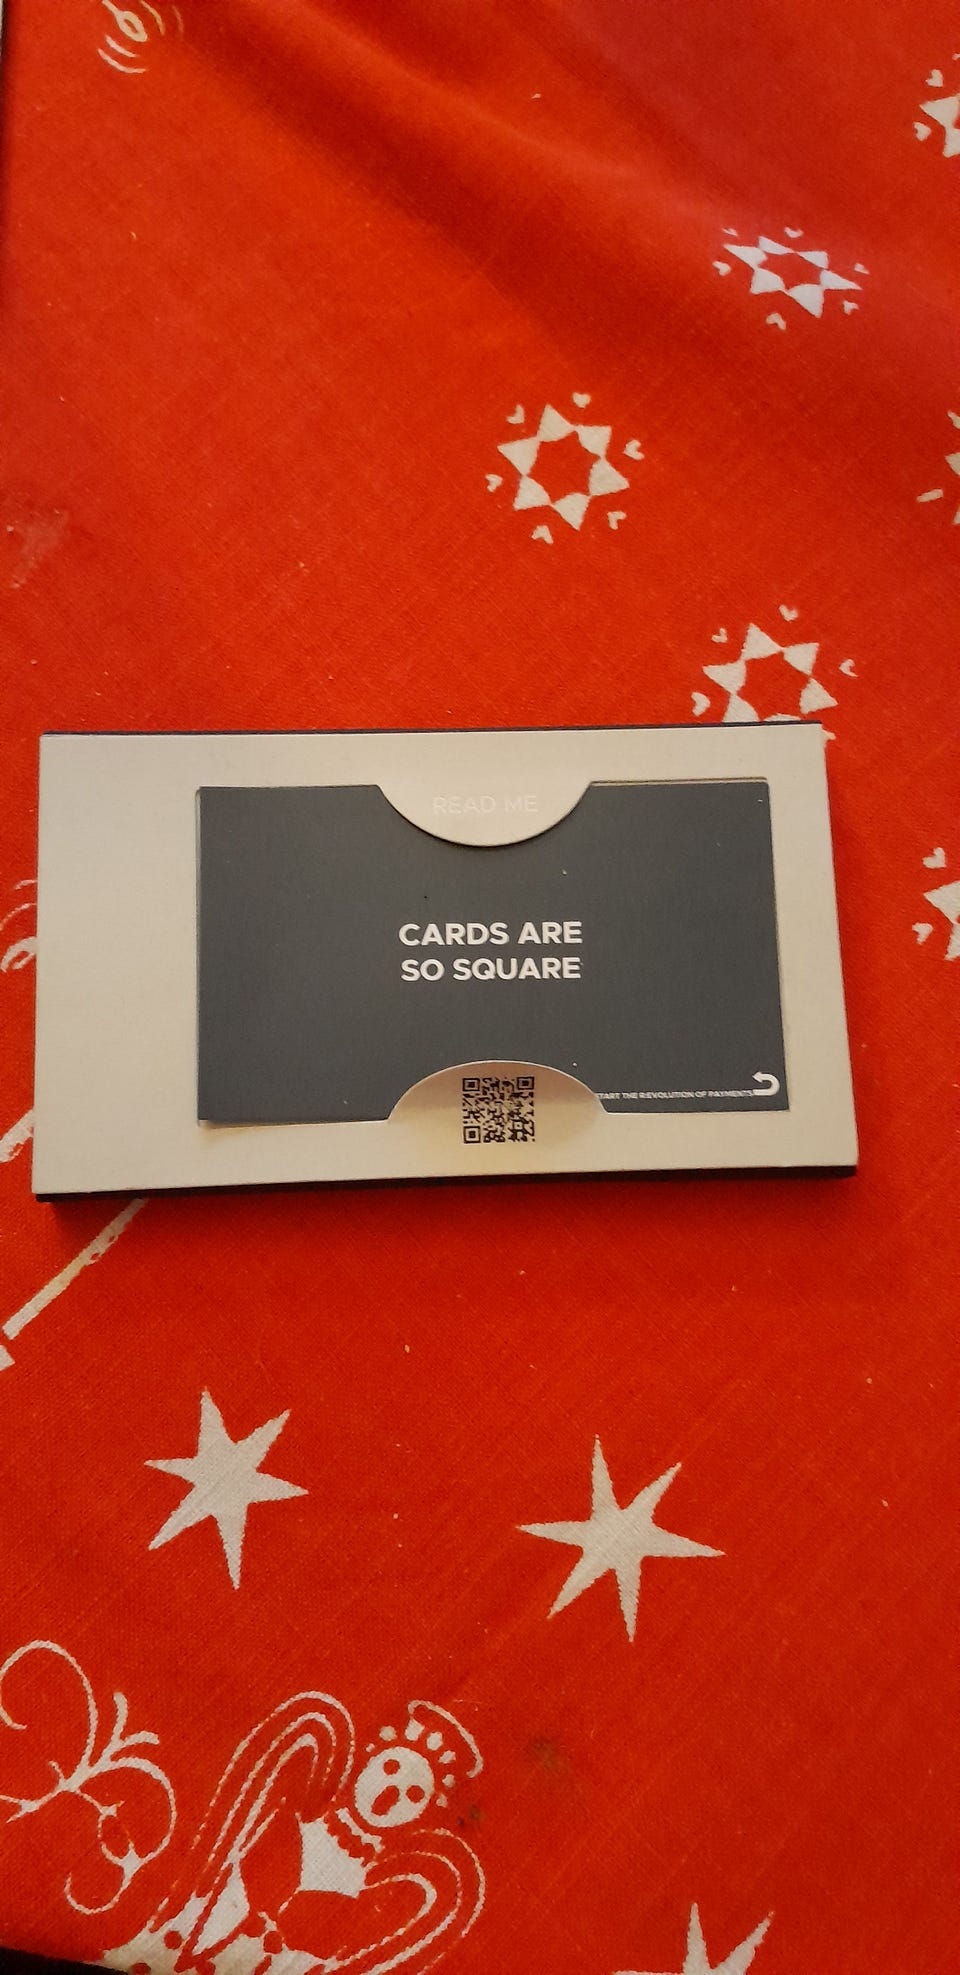 READ ME
CARDS ARE
SO SQUARE
START THE REVOLUTION OF PAYMENTS